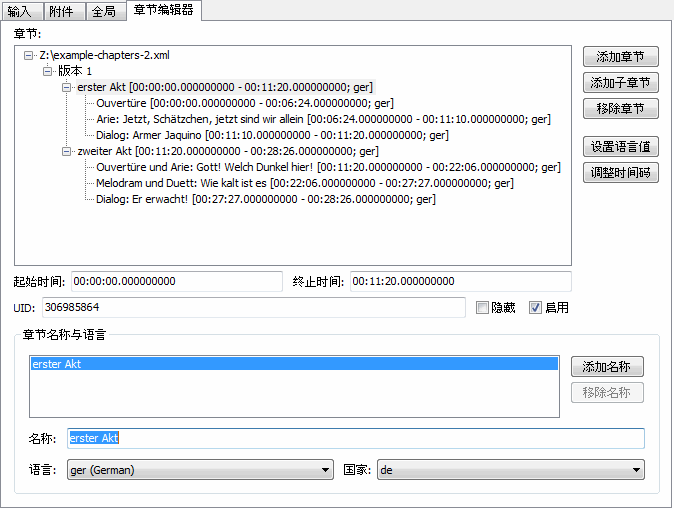 输入 附件 全局 章节编辑器
章节:
Z:\example-chapters-2.xml
版本 1
erster Akt [00:00:00.000000000 - 00:11:20.000000000; ger]
Ouvertüre [00:00:00.000000000 - 00:06:24.000000000; ger]
Arie: Jetzt, Schätzchen, jetzt sind wir allein [00:06:24.000000000 - 00:11:10.000000000; ger]
Dialog: Armer Jaquino [00:11:10.000000000 - 00:11:20.000000000; ger]
zweiter Akt [00:11:20.000000000 - 00:28:26.000000000; ger]
Ouvertüre und Arie: Gott! Welch Dunkel hier! [00:11:20.000000000 - 00:22:06.000000000; ger]
Melodram und Duett: Wie kalt ist es [00:22:06.000000000 - 00:27:27.000000000; ger]
Dialog: Er erwacht! [00:27:27.000000000 - 00:28:26.000000000; ger]
添加章节
添加子章节
移除章节
设置语言值
调整时间码
起始时间: 00:00:00.000000000 终止时间: 00:11:20.000000000
UID: 306985864 隐藏 启用
章节名称与语言
erster Akt
添加名称
移除名称
名称: erster Akt
语言: ger (German) 国家: de